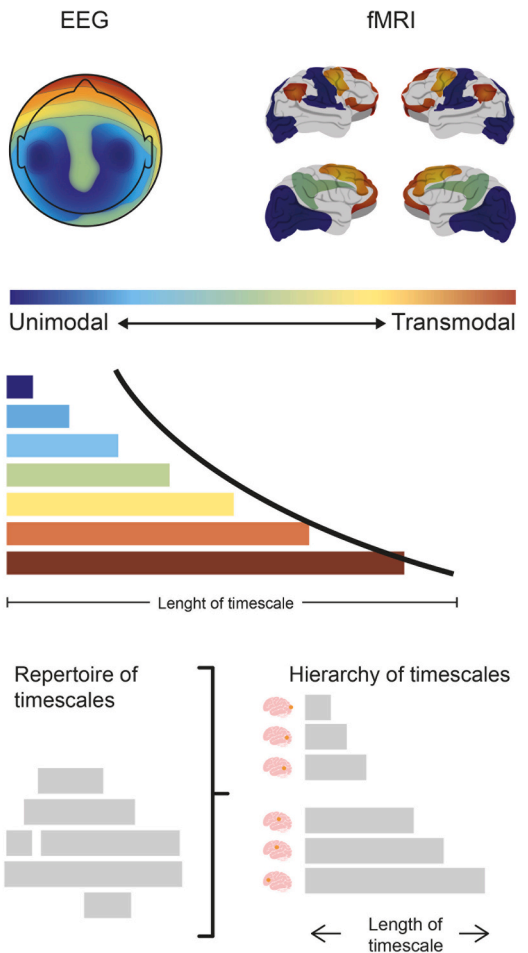 EEG
fMRI
Unimodal
Transmodal
Lenght of timescale
Repertoire of
timescales
Hierarchy of timescales
Length of
timescale